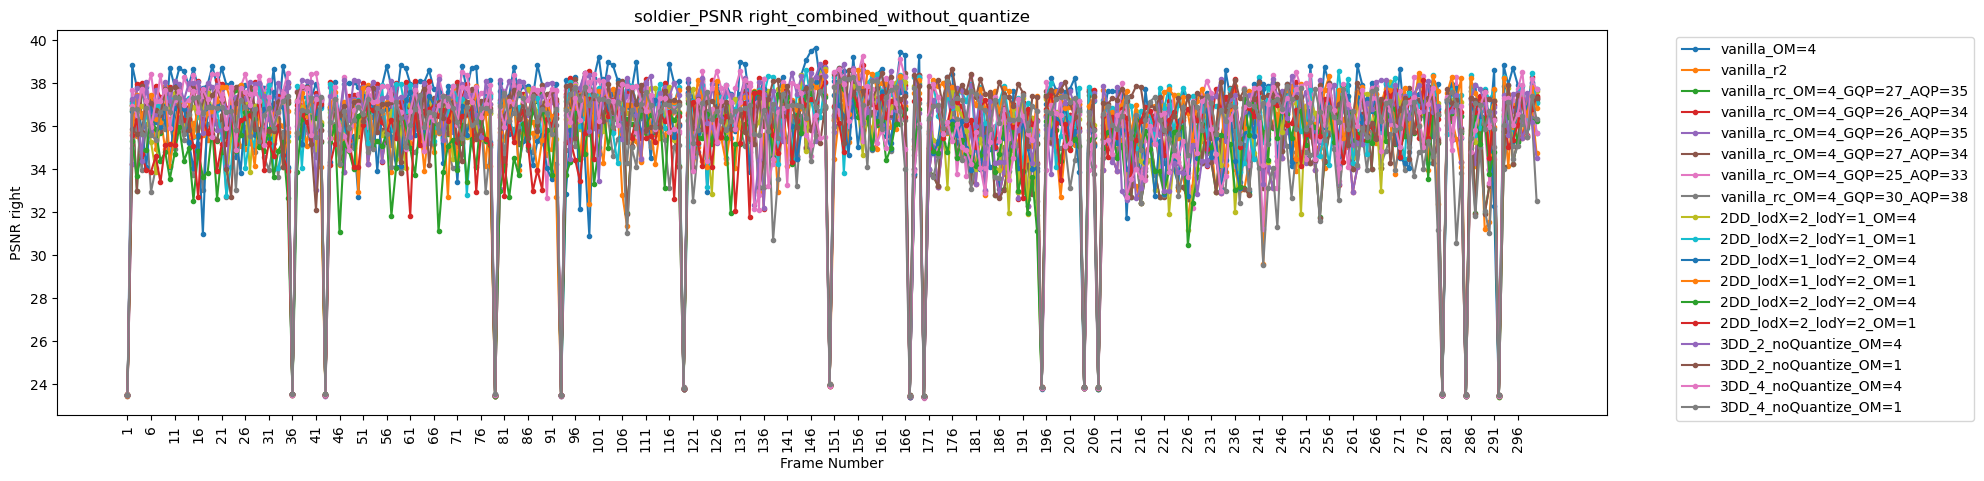 soldier_PSNR right_combined_without_quantize
PSNR right
40
38
36
34
32
30
28
26
24
1 6 11 16 21 26 31 36 41 46 51 56 61 66 71 76 81 86 91 96 101 106 111 116 121 126 131 136 141 146 151 156 161 166 171 176 181 186 191 196 201 206 211 216 221 226 231 236 241 246 251 256 261 266 271 276 281 286 291 296
Frame Number
vanilla_OM=4
vanilla_r2
vanilla_rc_OM=4_GQP=27_AQP=35
vanilla_rc_OM=4_GQP=26_AQP=34
vanilla_rc_OM=4_GQP=26_AQP=35
vanilla_rc_OM=4_GQP=27_AQP=34
vanilla_rc_OM=4_GQP=25_AQP=33
vanilla_rc_OM=4_GQP=30_AQP=38
2DD_lodX=2_lodY=1_OM=4
2DD_lodX=2_lodY=1_OM=1
2DD_lodX=1_lodY=2_OM=4
2DD_lodX=1_lodY=2_OM=1
2DD_lodX=2_lodY=2_OM=4
2DD_lodX=2_lodY=2_OM=1
3DD_2_noQuantize_OM=4
3DD_2_noQuantize_OM=1
3DD_4_noQuantize_OM=4
3DD_4_noQuantize_OM=1